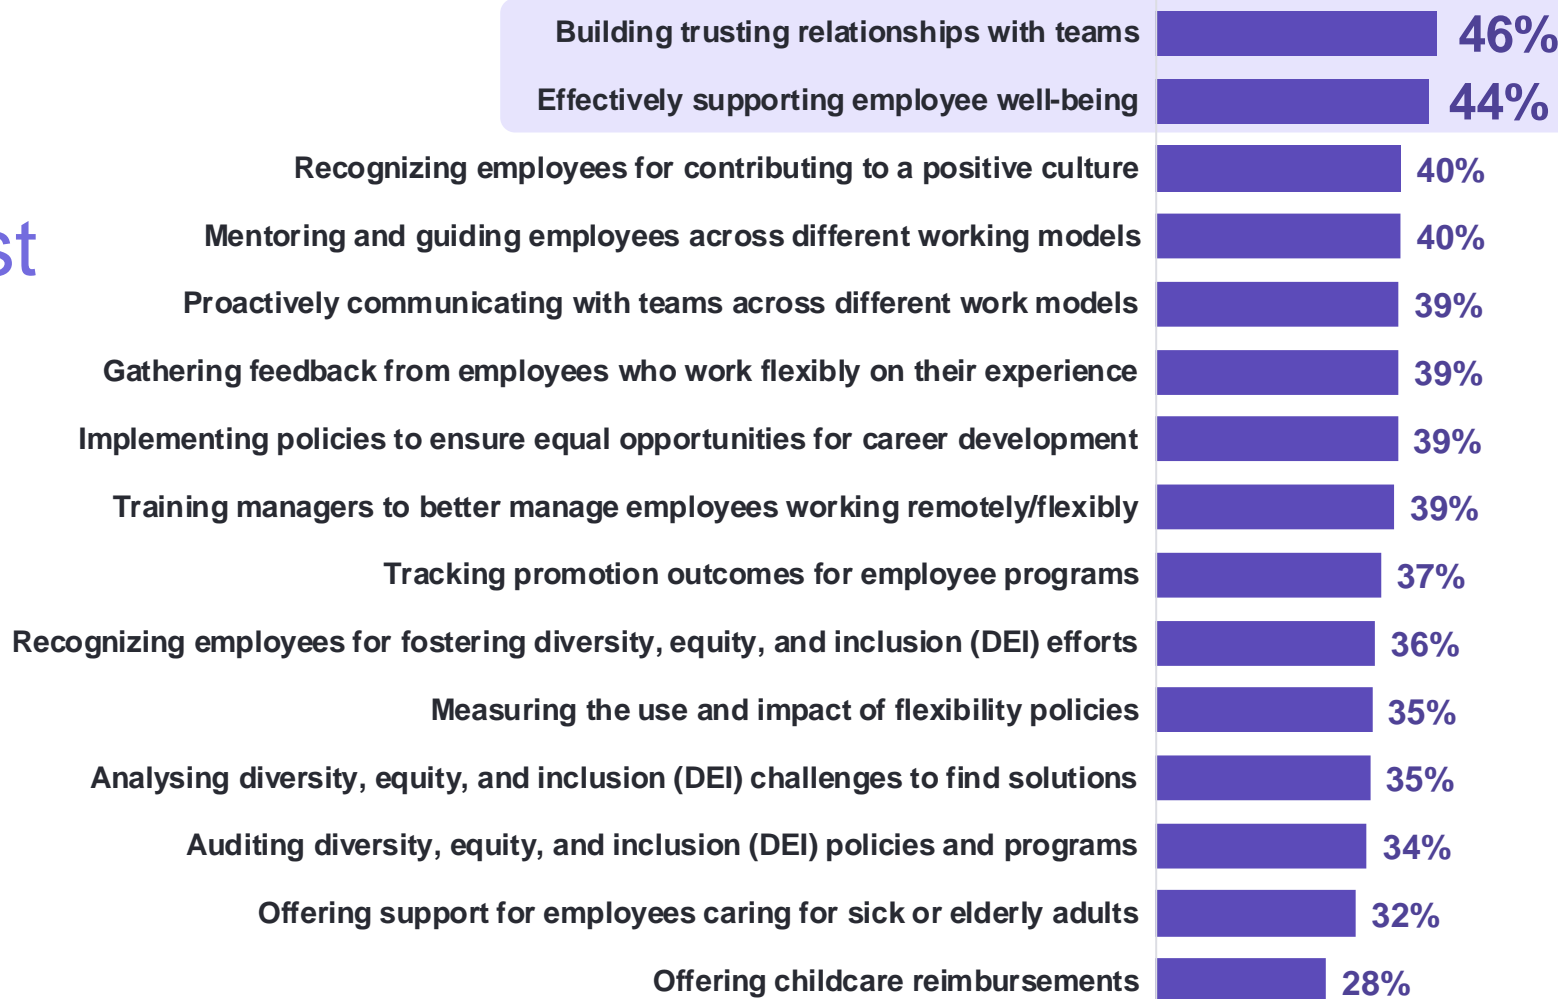 Building trusting relationships with teams 46%
Effectively supporting employee well-being 44%
Recognizing employees for contributing to a positive culture 40%
st
Mentoring and guiding employees across different working models 40%
Proactively communicating with teams across different work models 39%
Gathering feedback from employees who work flexibly on their experience 39%
Implementing policies to ensure equal opportunities for career development 39%
Training managers to better manage employees working remotely/flexibly 39%
Tracking promotion outcomes for employee programs 37%
Recognizing employees for fostering diversity, equity, and inclusion (DEI) efforts 36%
Measuring the use and impact of flexibility policies 35%
Analysing diversity, equity, and inclusion (DEI) challenges to find solutions 35%
Auditing diversity, equity, and inclusion (DEI) policies and programs 34%
Offering support for employees caring for sick or elderly adults 32%
Offering childcare reimbursements 28%